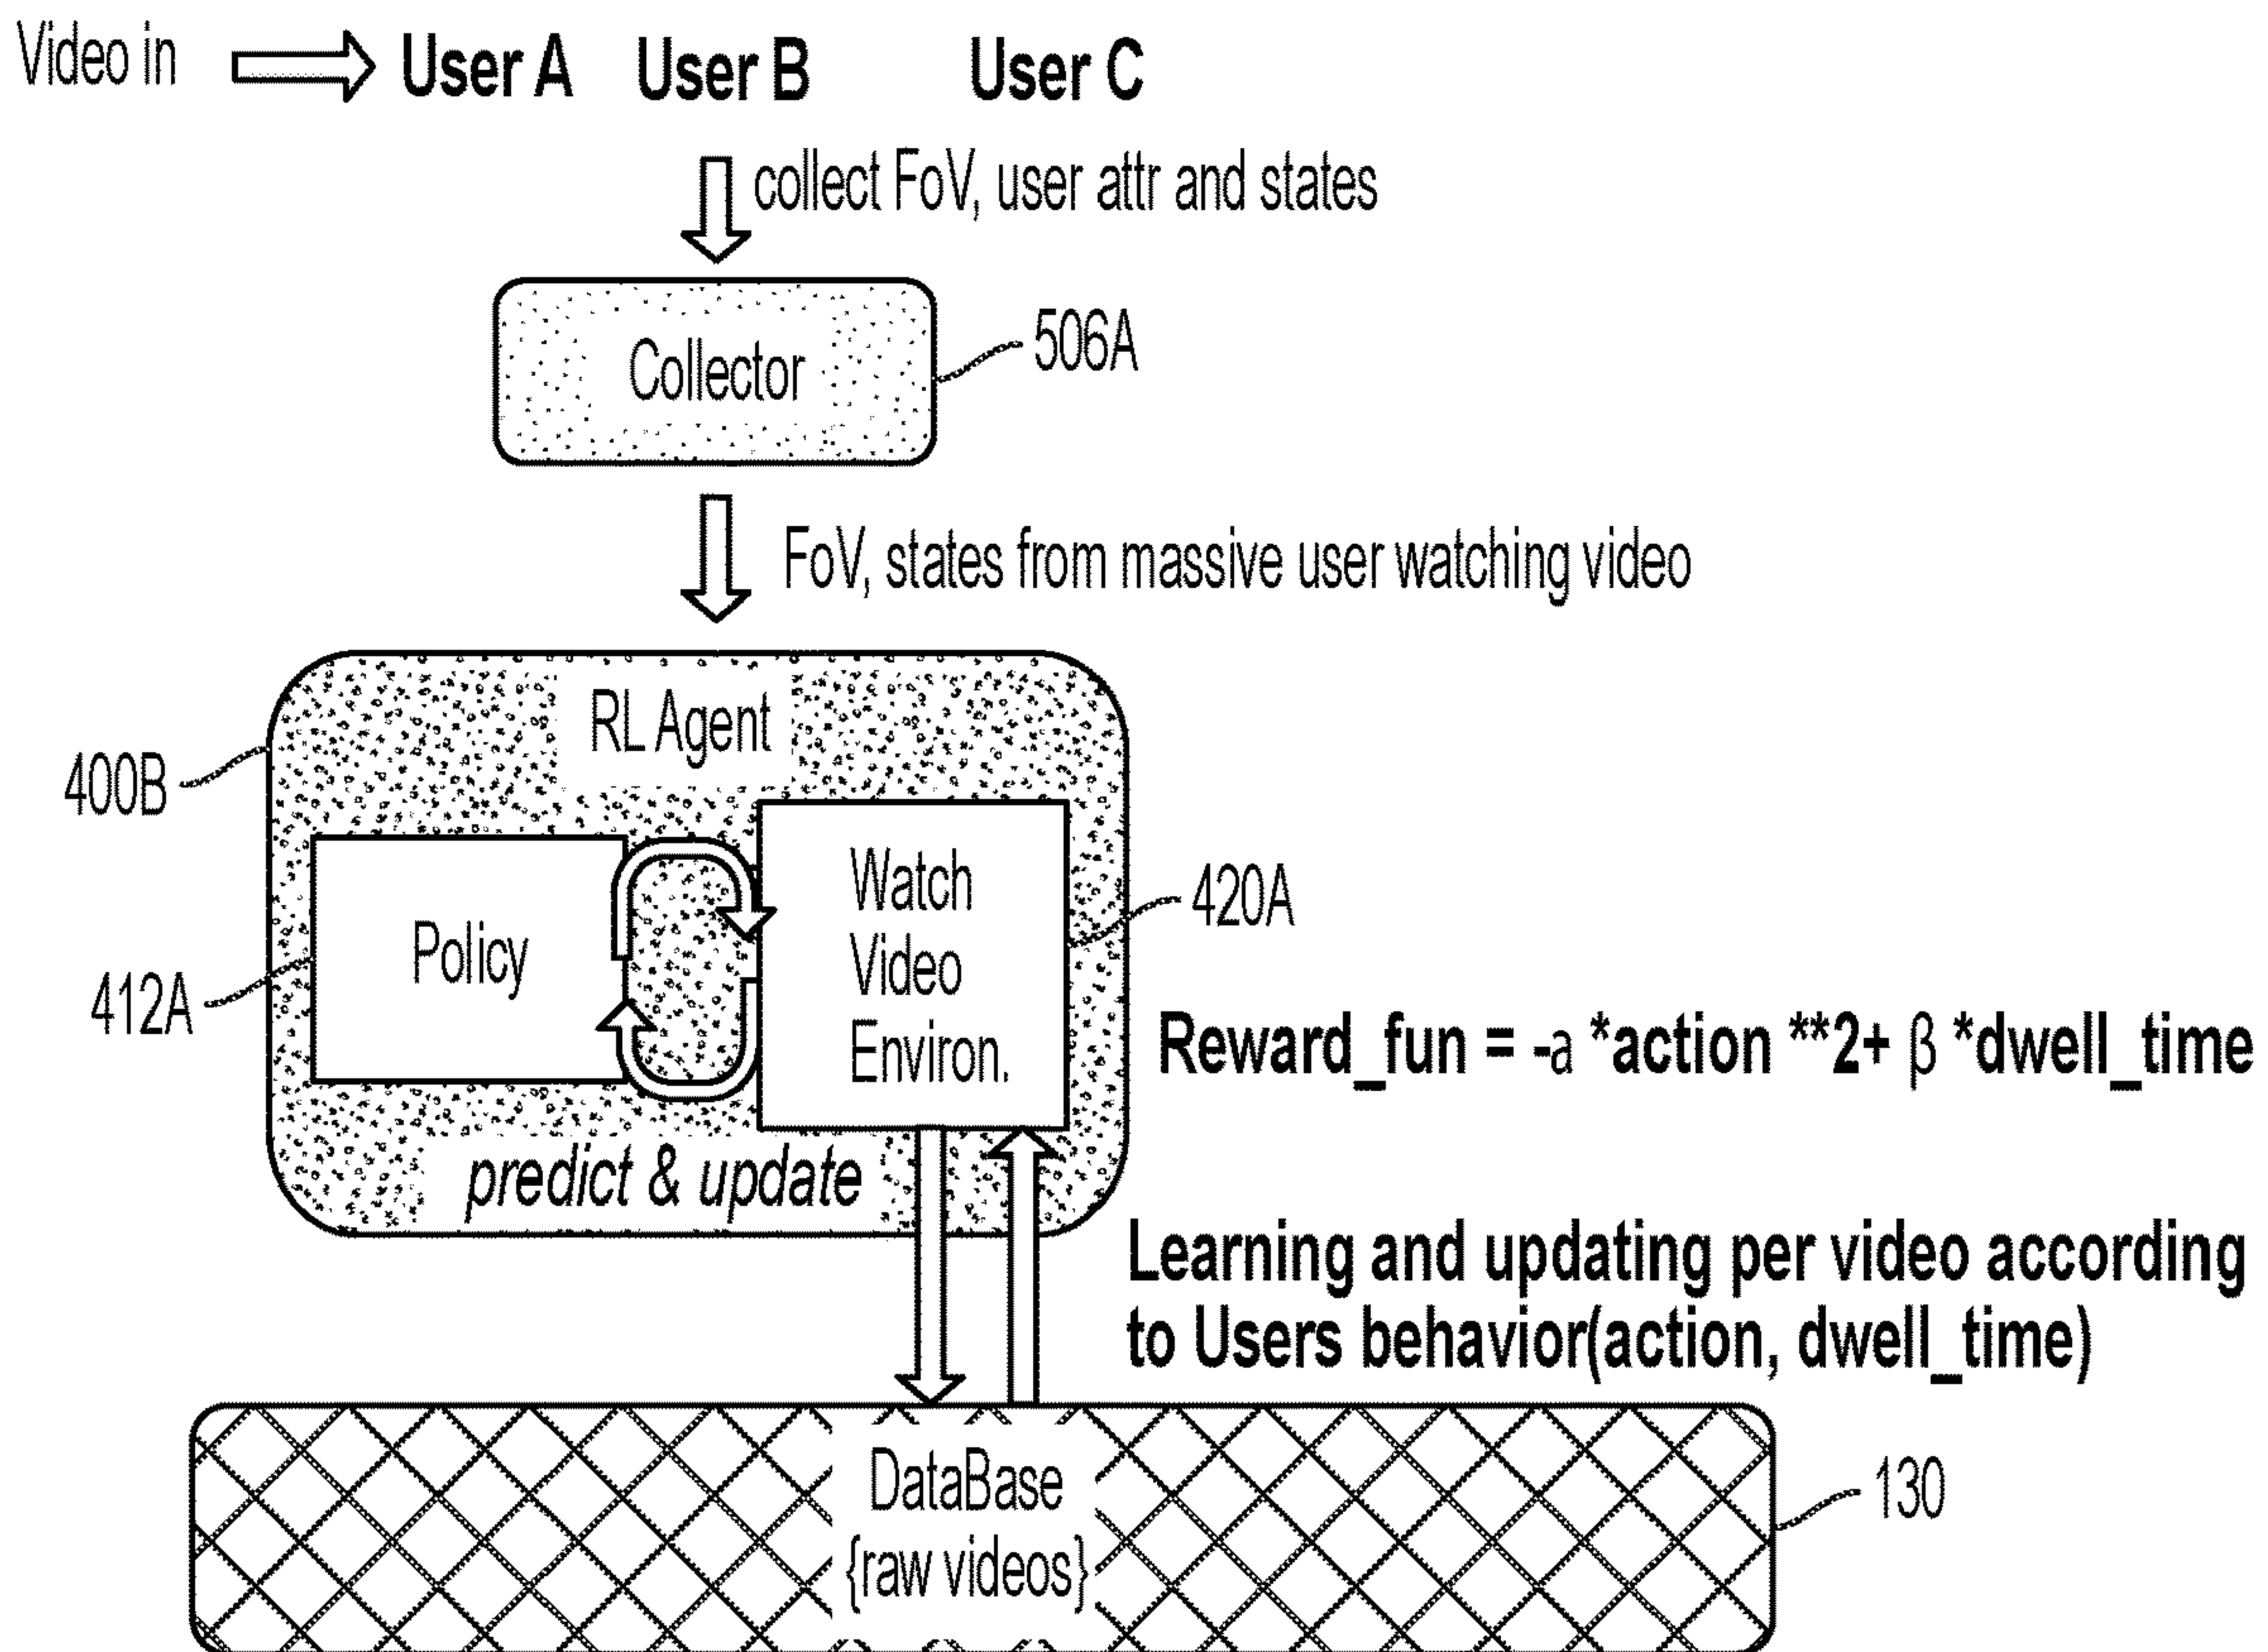 Video in User A User B User C
collect FoV, user attr and states
Collector
506A
FoV, states from massive user watching video
RL Agent
400B
Policy
412A
Watch
Video
Environ.
420A
Reward_fun = -a *action **2+ β *dwell_time
predict & update
Learning and updating per video according
to Users behavior(action, dwell_time)
DataBase
{raw videos}
130